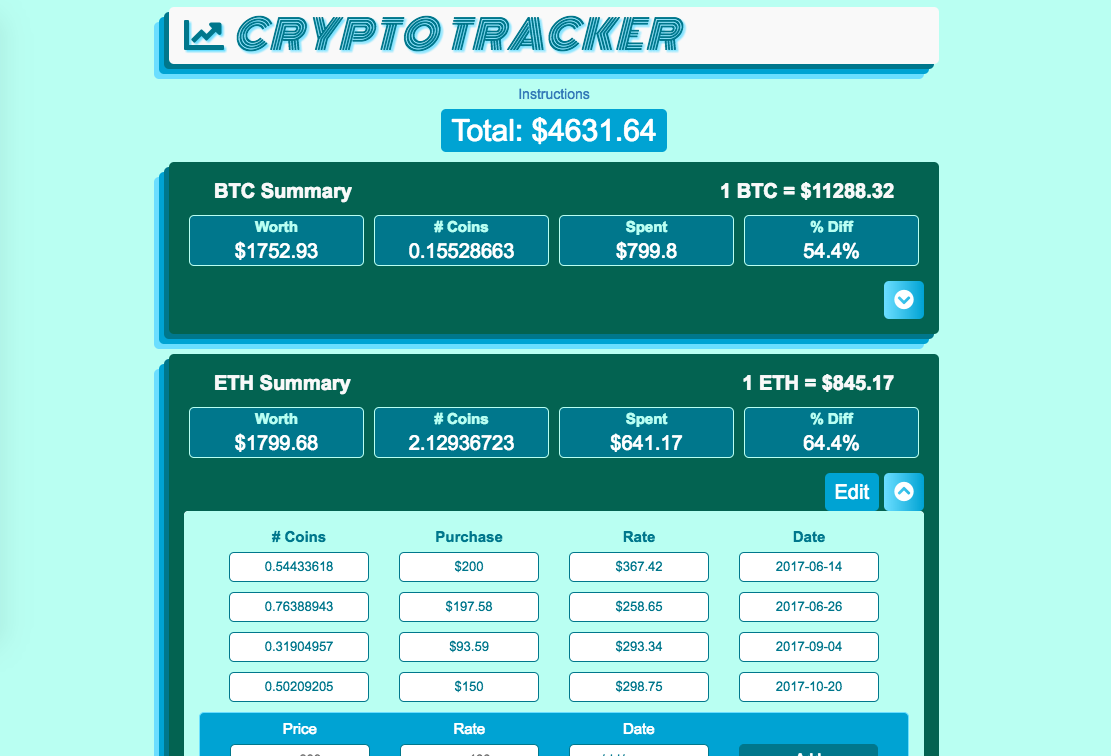 CRYPTO TRACKER
Instructions
Total: $4631.64
BTC Summary 1 BTC = $11288.32
Worth # Coins Spent % Diff
$1752.93 0.15528663 $799.8 54.4%
ETH Summary 1 ETH = $845.17
Worth # Coins Spent % Diff
$1799.68 2.12936723 $641.17 64.4%
Edit
# Coins Purchase Rate Date
0.54433618 $200 $367.42 2017-06-14
0.76388943 $197.58 $258.65 2017-06-26
0.31904957 $93.59 $293.34 2017-09-04
0.50209205 $150 $298.75 2017-10-20
Price Rate Date